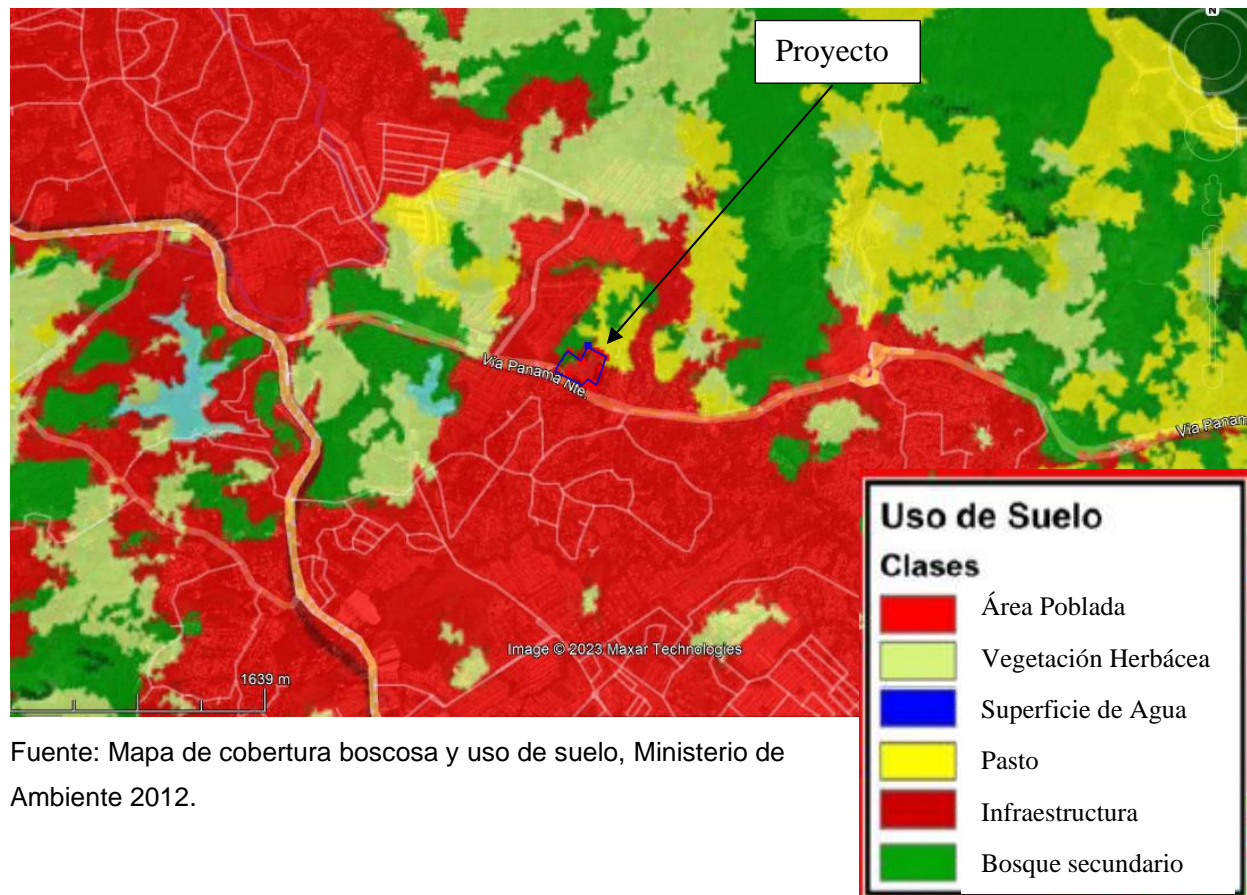 N
Proyecto
Vía Panama Nte.
Vía Panam
Image © 2023 Maxar Technologies
1639 m
Uso de Suelo
Clases
Área Poblada
Vegetación Herbácea
Superficie de Agua
Pasto
Infraestructura
Bosque secundario
Fuente: Mapa de cobertura boscosa y uso de suelo, Ministerio de
Ambiente 2012.